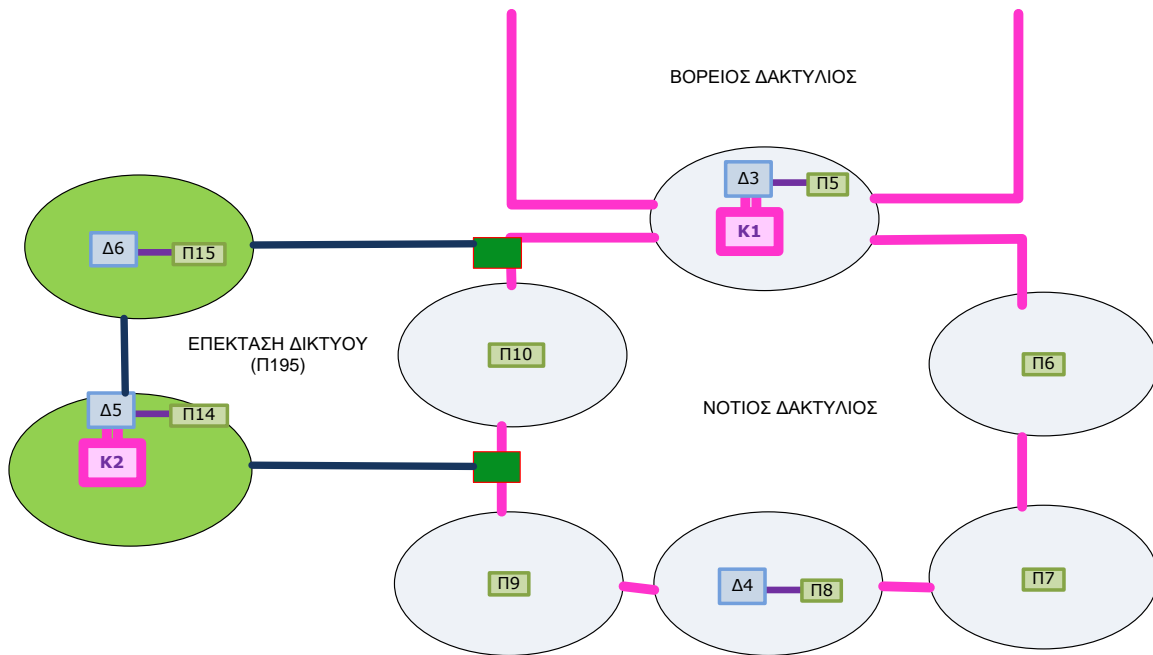 ΒΟΡΕΙΟΣ ΔΑΚΤΥΛΙΟΣ
Δ3
Π5
Κ1
Δ6
Π15
ΕΠΕΚΤΑΣΗ ΔΙΚΤΥΟΥ
(Π195)
Π10
Π6
ΝΟΤΙΟΣ ΔΑΚΤΥΛΙΟΣ
Δ5
Π14
Κ2
Π9
Δ4
Π8
Π7